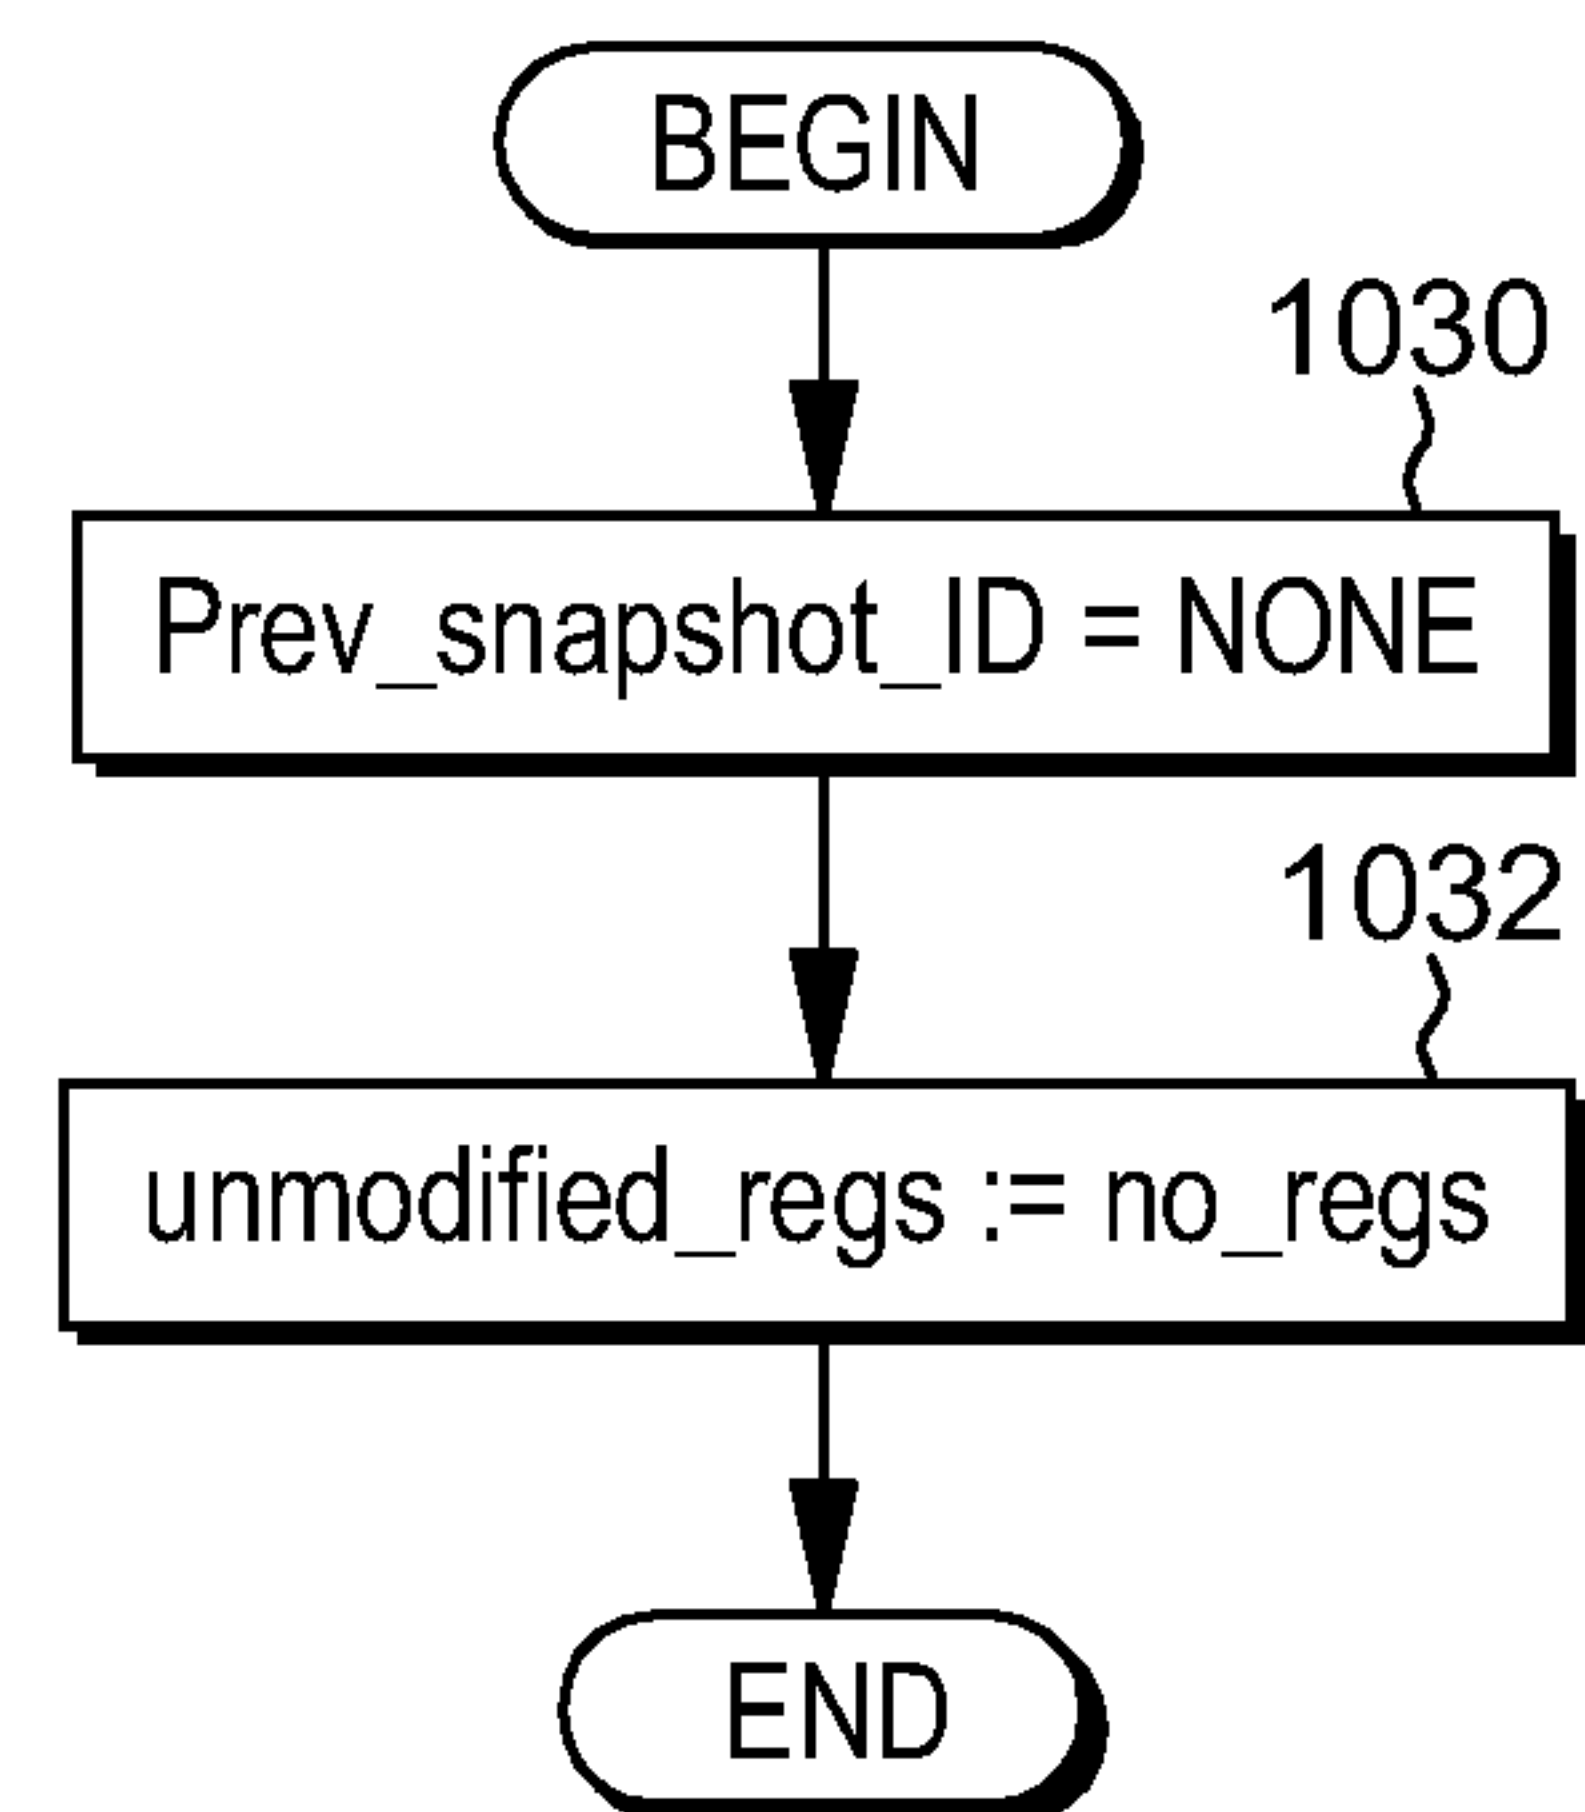 BEGIN
1030
Prev_snapshot_ID = NONE
1032
unmodified_regs := no_regs
END